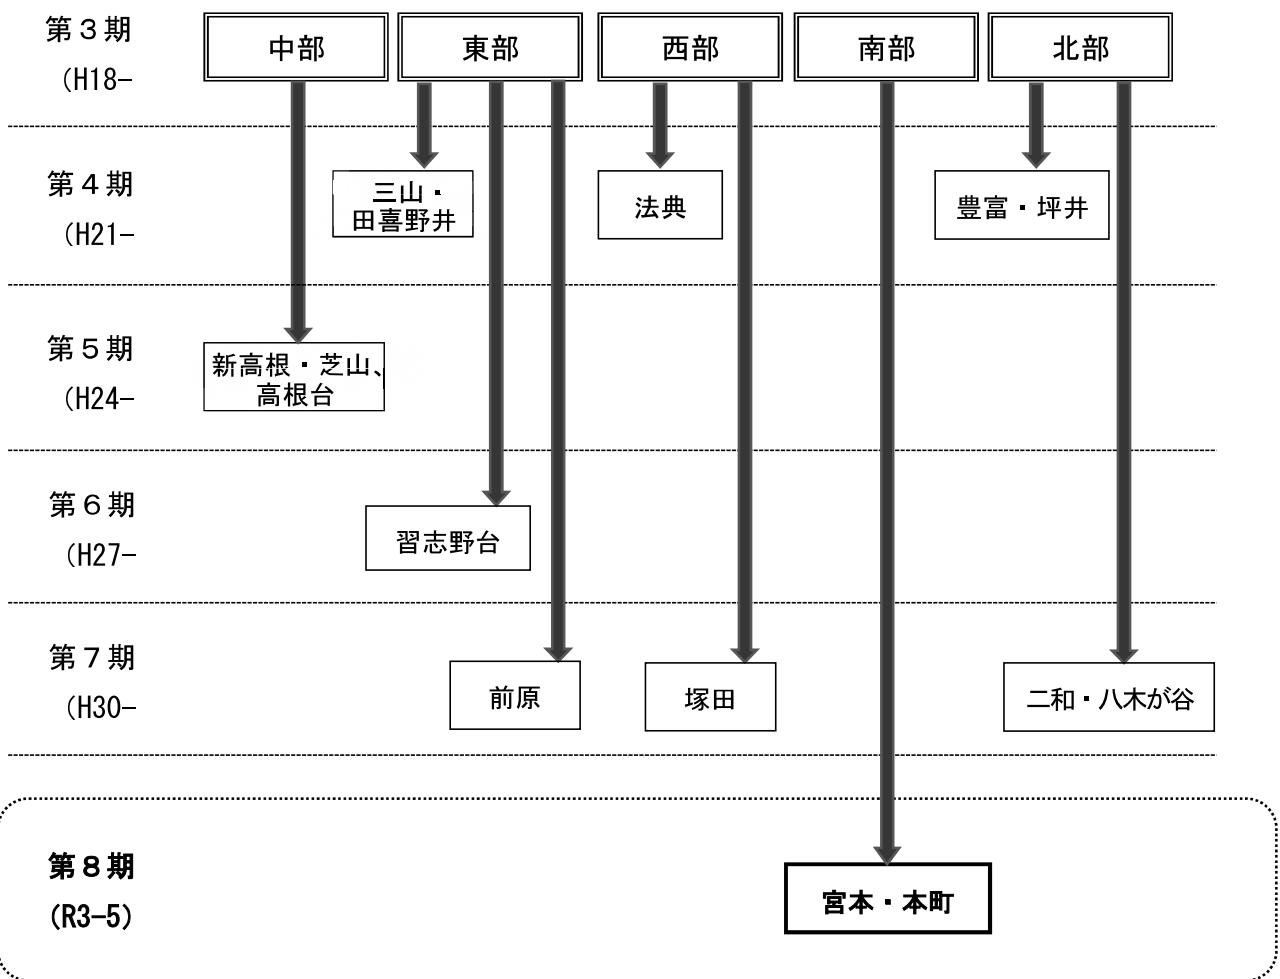 第３期
(H18-
中部
東部
西部
南部
北部
第４期
(H21-
三山・
田喜野井
法典
豊富・坪井
第５期
(H24-
新高根・芝山、
高根台
第６期
(H27-
習志野台
第７期
(H30-
前原
塚田
二和・八木が谷
第８期
(R3-5)
宮本・本町